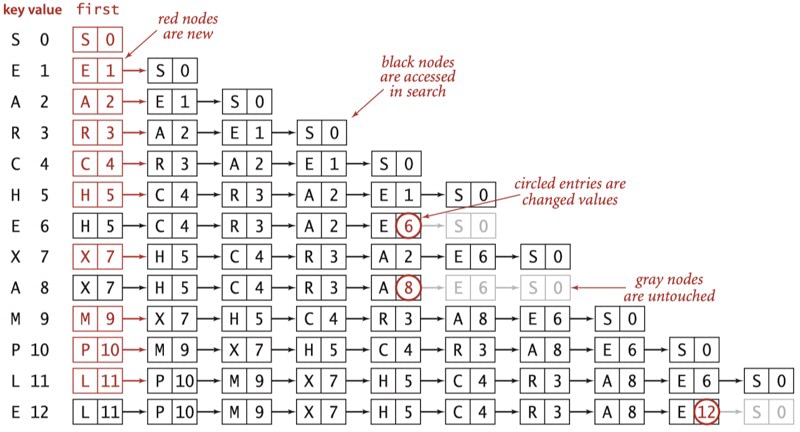 key value first
red nodes
are new
S 0 S 0
E 1 E 1 S 0
black nodes
are accessed
in search
A 2 A 2 E 1 S 0
R 3 R 3 A 2 E 1 S 0
C 4 C 4 R 3 A 2 E 1 S 0
H 5 H 5 C 4 R 3 A 2 E 1 S 0
circled entries are
changed values
E 6 H 5 C 4 R 3 A 2 E 6 S 0
X 7 X 7 H 5 C 4 R 3 A 2 E 6 S 0
A 8 X 7 H 5 C 4 R 3 A 8 E 6 S 0
gray nodes
are untouched
M 9 M 9 X 7 H 5 C 4 R 3 A 8 E 6 S 0
P 10 P 10 M 9 X 7 H 5 C 4 R 3 A 8 E 6 S 0
L 11 L 11 P 10 M 9 X 7 H 5 C 4 R 3 A 8 E 6 S 0
E 12 L 11 P 10 M 9 X 7 H 5 C 4 R 3 A 8 E 12 S 0